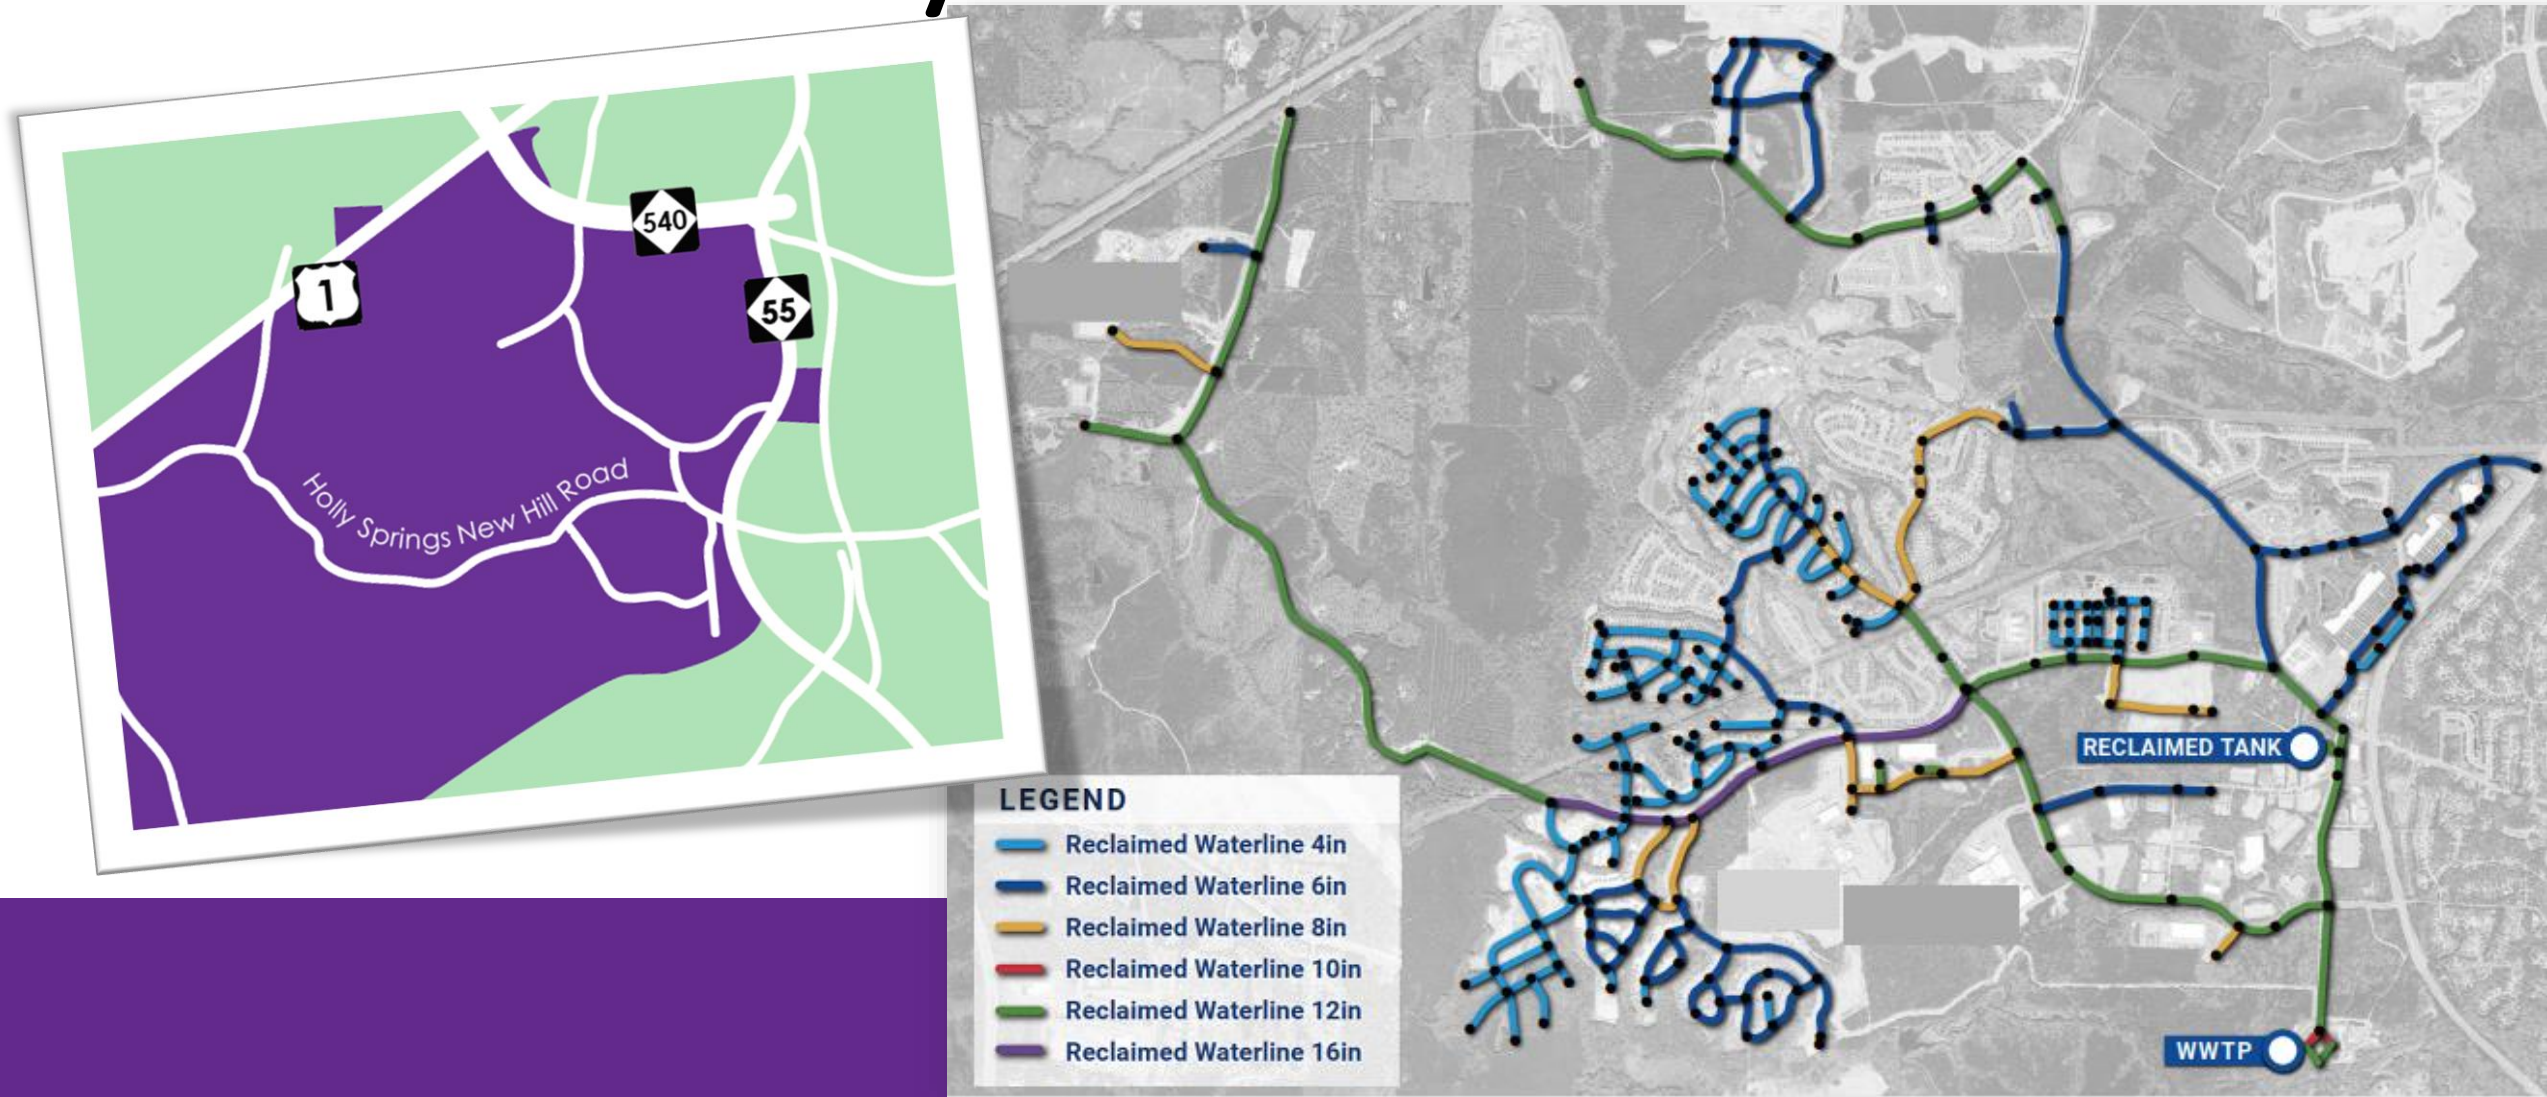 540
1
55
Holly Springs New Hill Road
RECLAIMED TANK
LEGEND
Reclaimed Waterline 4in
Reclaimed Waterline 6in
Reclaimed Waterline 8in
Reclaimed Waterline 10in
Reclaimed Waterline 12in
Reclaimed Waterline 16in
WWTP